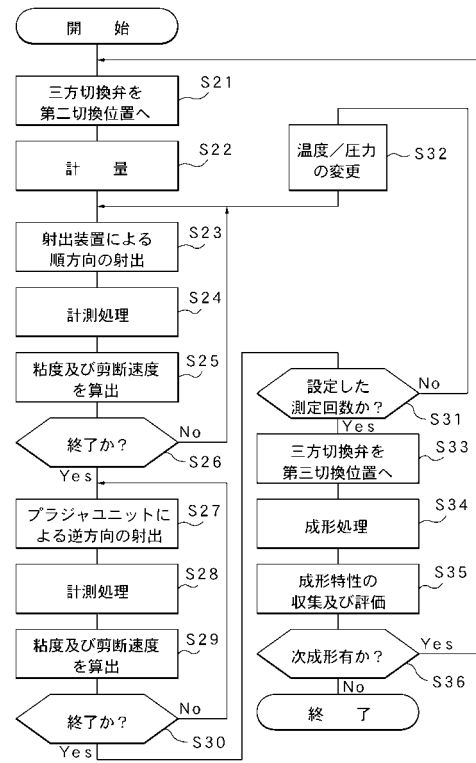 開　始
三方切換弁を
第二切換位置へ
S21
計　量
S22
射出装置による
順方向の射出
S23
計測処理
S24
粘度及び剪断速度
を算出
S25
終了か？
No
S26
Yes
プラジャユニットに
よる逆方向の射出
S27
計測処理
S28
粘度及び剪断速度
を算出
S29
終了か？
No
S30
Yes
温度／圧力
の変更
S32
設定した
測定回数か？
No
S31
Yes
三方切換弁を
第三切換位置へ
S33
成形処理
S34
成形特性の
収集及び評価
S35
次成形有か？
Yes
S36
No
終　了